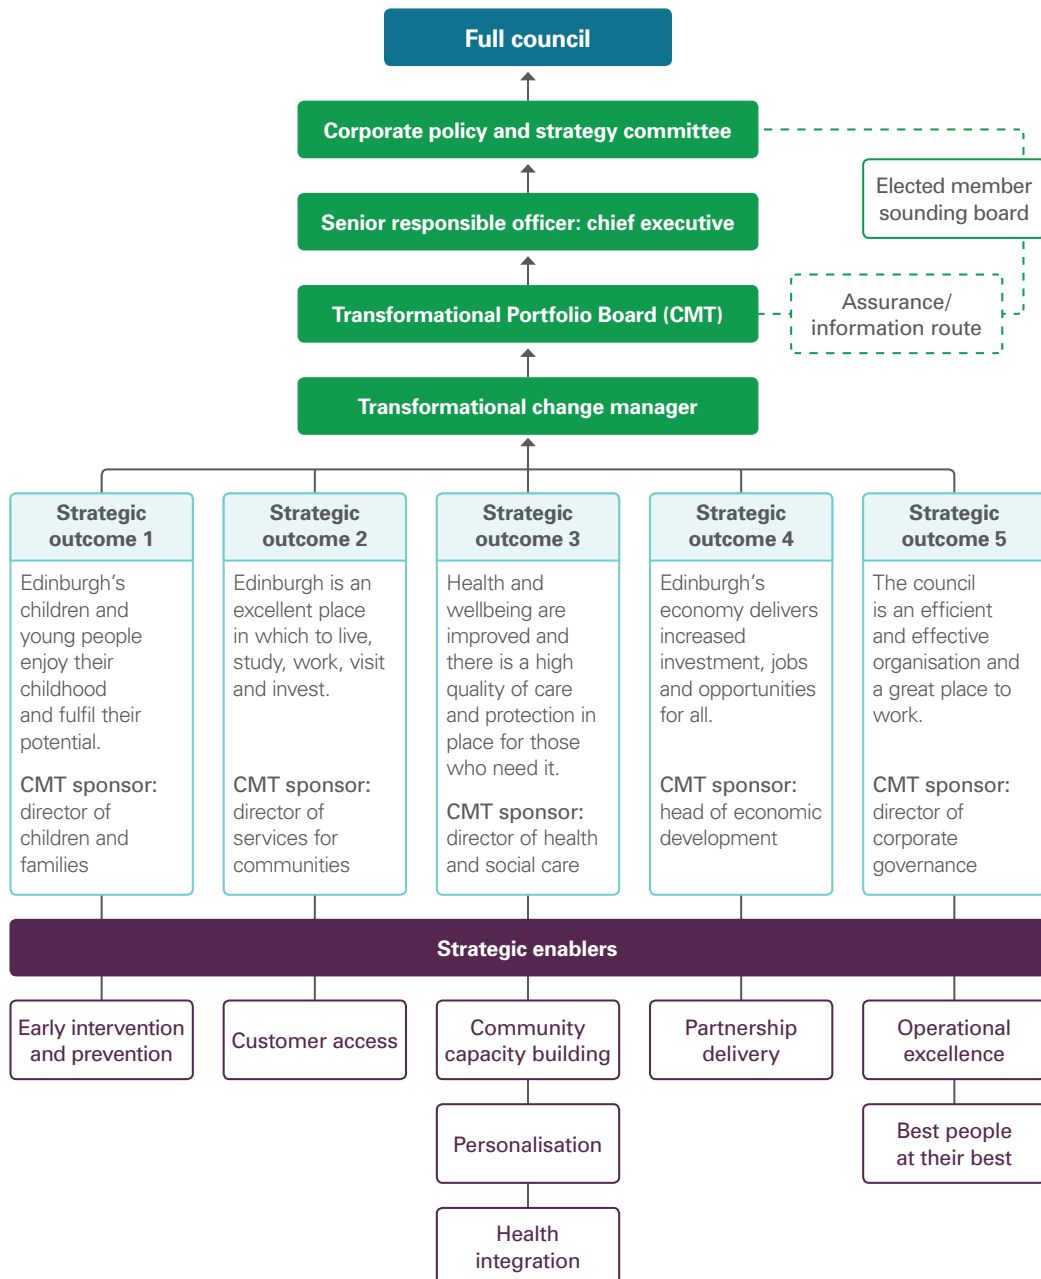 Full council
Corporate policy and strategy committee
Elected member
sounding board
Senior responsible officer: chief executive
Transformational Portfolio Board (CMT)
Assurance/
information route
Transformational change manager
Strategic
outcome 1
Edinburgh's
children and
young people
enjoy their
childhood
and fulfil their
potential.
CMT sponsor:
director of
children and
families
Strategic
outcome 2
Edinburgh is an
excellent place
in which to live,
study, work, visit
and invest.
CMT sponsor:
director of
services for
communities
Strategic
outcome 3
Health and
wellbeing are
improved and
there is a high
quality of care
and protection in
place for those
who need it.
CMT sponsor:
director of health
and social care
Strategic
outcome 4
Edinburgh's
economy delivers
increased
investment, jobs
and opportunities
for all.
CMT sponsor:
head of economic
development
Strategic
outcome 5
The council
is an efficient
and effective
organisation and
a great place to
work.
CMT sponsor:
director of
corporate
governance
Strategic enablers
Early intervention
and prevention
Customer access
Community
capacity building
Partnership
delivery
Operational
excellence
Personalisation
Best people
at their best
Health
integration